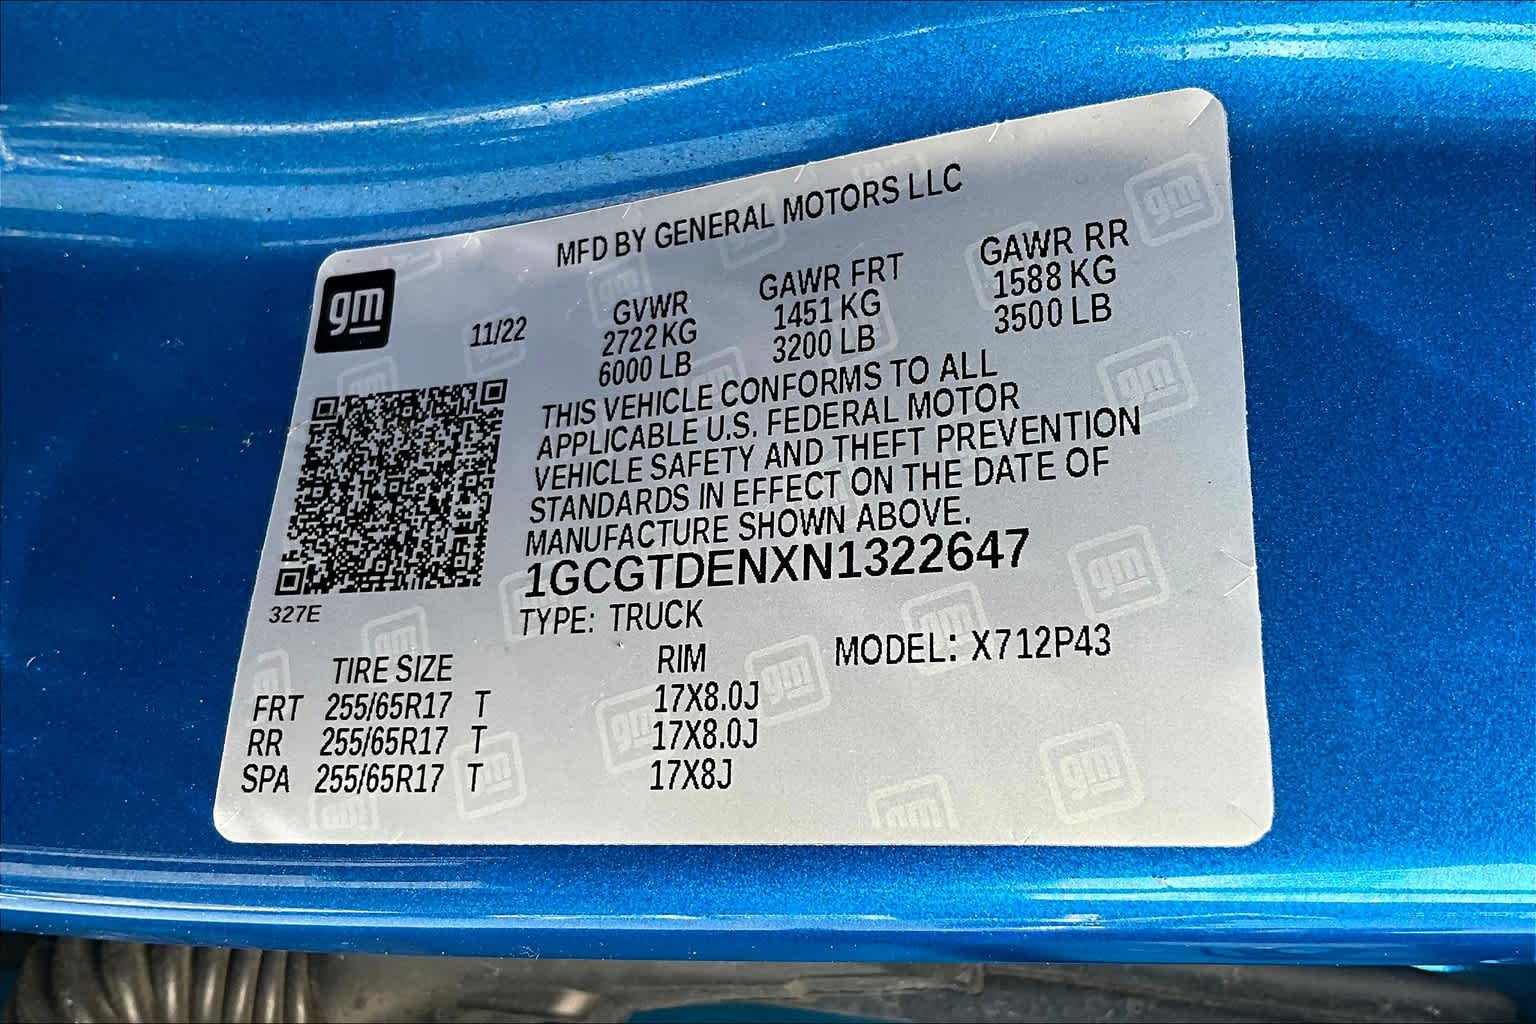 MFD BY GENERAL MOTORS LLC
gm
11/22
GVWR
2722 KG
6000 LB
GAWR FRT
1451 KG
3200 LB
GAWR RR
1588 KG
3500 LB
THIS VEHICLE CONFORMS TO ALL
APPLICABLE U.S. FEDERAL MOTOR
VEHICLE SAFETY AND THEFT PREVENTION
STANDARDS IN EFFECT ON THE DATE OF
MANUFACTURE SHOWN ABOVE.
1GCGTDENXN1322647
327E
TYPE: TRUCK
MODEL: X712P43
TIRE SIZE RIM
FRT 255/65R17 T 17X8.0J
RR 255/65R17 T 17X8.0J
SPA 255/65R17 T 17X8J